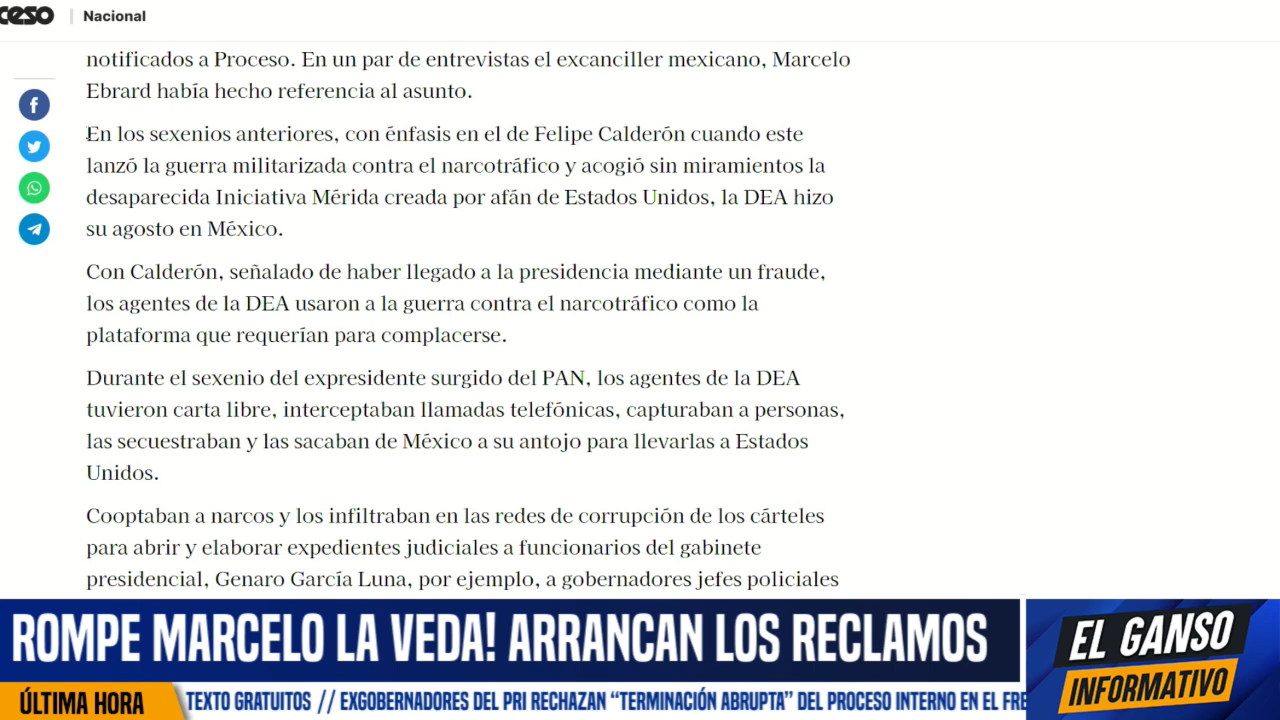 ceso | Nacional
notificados a Proceso. En un par de entrevistas el excanciller mexicano, Marcelo
Ebrard había hecho referencia al asunto.
En los sexenios anteriores, con énfasis en el de Felipe Calderón cuando este
lanzó la guerra militarizada contra el narcotráfico y acogió sin miramientos la
desaparecida Iniciativa Mérida creada por afán de Estados Unidos, la DEA hizo
su agosto en México.
Con Calderón, señalado de haber llegado a la presidencia mediante un fraude,
los agentes de la DEA usaron a la guerra contra el narcotráfico como la
plataforma que requerían para complacerse.
Durante el sexenio del expresidente surgido del PAN, los agentes de la DEA
tuvieron carta libre, interceptaban llamadas telefónicas, capturaban a personas,
las secuestraban y las sacaban de México a su antojo para llevarlas a Estados
Unidos.
Cooptaban a narcos y los infiltraban en las redes de corrupción de los cárteles
para abrir y elaborar expedientes judiciales a funcionarios del gabinete
presidencial, Genaro García Luna, por ejemplo, a gobernadores jefes policiales
ROMPE MARCELO LA VEDA! ARRANCAN LOS RECLAMOS
EL GANSO
INFORMATIVO
ÚLTIMA HORA
TEXTO GRATUITOS // EXGOBERNADORES DEL PRI RECHAZAN “TERMINACIÓN ABRUPTA” DEL PROCESO INTERNO EN EL FRE